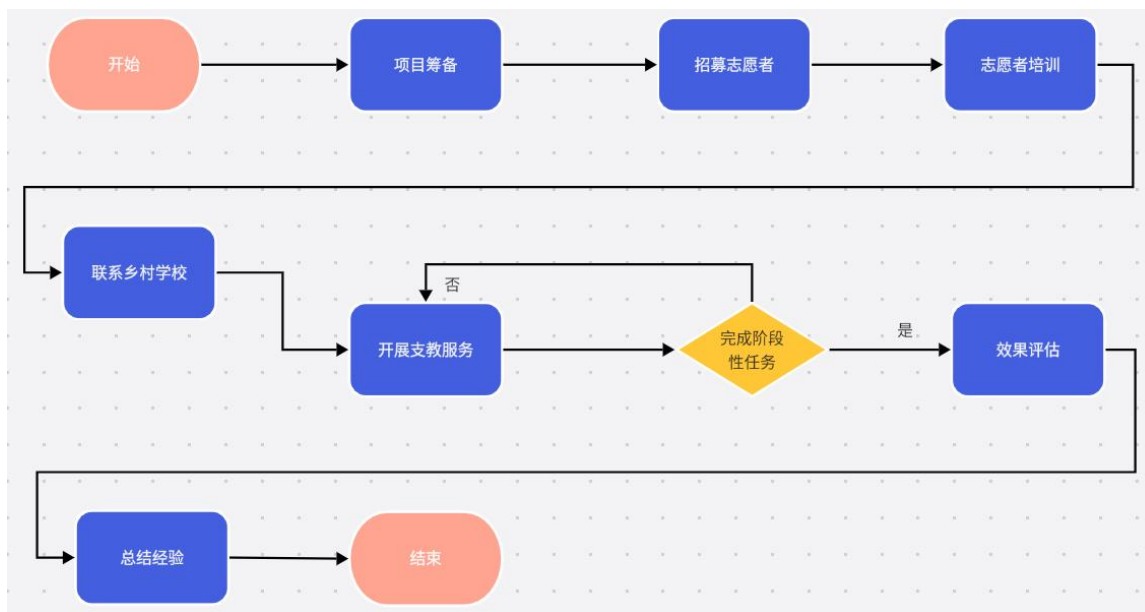 开始
项目筹备
招募志愿者
志愿者培训
联系乡村学校
否
开展支教服务
完成阶段
性任务
是
效果评估
总结经验
结束